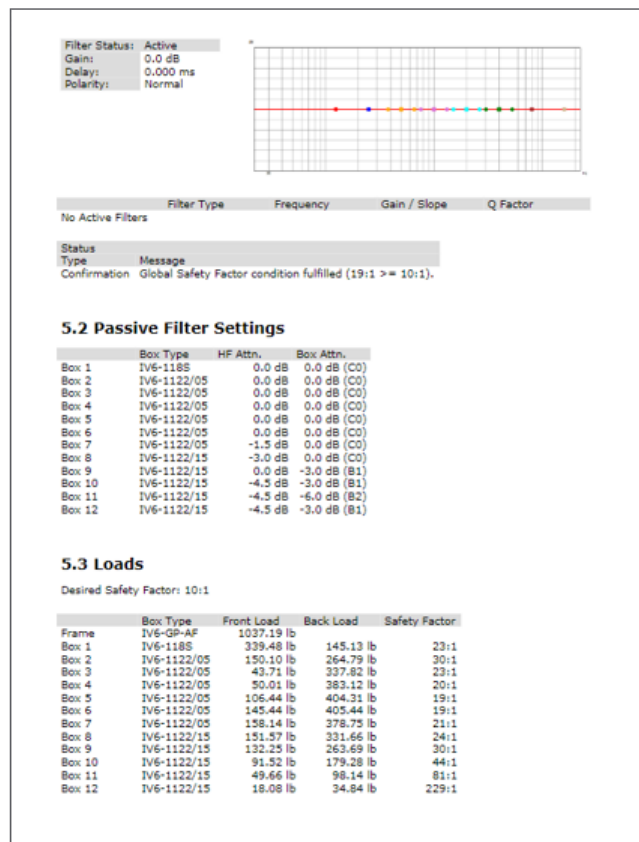 Filter Status: Active
Gain: 0.0 dB
Delay: 0.000 ms
Polarity: Normal
Filter Type Frequency Gain / Slope Q Factor
No Active Filters
Status
Type Message
Confirmation Global Safety Factor condition fulfilled (19:1 >= 10:1).
5.2 Passive Filter Settings
Box Type HF Attn. Box Attn.
Box 1 IV6-118S 0.0 dB 0.0 dB (C0)
Box 2 IV6-1122/05 0.0 dB 0.0 dB (C0)
Box 3 IV6-1122/05 0.0 dB 0.0 dB (C0)
Box 4 IV6-1122/05 0.0 dB 0.0 dB (C0)
Box 5 IV6-1122/05 0.0 dB 0.0 dB (C0)
Box 6 IV6-1122/05 0.0 dB 0.0 dB (C0)
Box 7 IV6-1122/05 -1.5 dB 0.0 dB (C0)
Box 8 IV6-1122/15 -3.0 dB 0.0 dB (C0)
Box 9 IV6-1122/15 0.0 dB -3.0 dB (B1)
Box 10 IV6-1122/15 -4.5 dB -3.0 dB (B1)
Box 11 IV6-1122/15 -4.5 dB -6.0 dB (B2)
Box 12 IV6-1122/15 -4.5 dB -3.0 dB (B1)
5.3 Loads
Desired Safety Factor: 10:1
Box Type Front Load Back Load Safety Factor
Frame IV6-GP-AF 1037.19 lb
Box 1 IV6-118S 339.48 lb 145.13 lb 23:1
Box 2 IV6-1122/05 150.10 lb 264.79 lb 30:1
Box 3 IV6-1122/05 43.71 lb 337.82 lb 23:1
Box 4 IV6-1122/05 50.01 lb 383.12 lb 20:1
Box 5 IV6-1122/05 106.44 lb 404.31 lb 19:1
Box 6 IV6-1122/05 145.44 lb 405.44 lb 19:1
Box 7 IV6-1122/05 158.14 lb 378.75 lb 21:1
Box 8 IV6-1122/15 151.57 lb 331.66 lb 24:1
Box 9 IV6-1122/15 132.25 lb 263.69 lb 30:1
Box 10 IV6-1122/15 91.52 lb 179.28 lb 44:1
Box 11 IV6-1122/15 49.66 lb 98.14 lb 81:1
Box 12 IV6-1122/15 18.08 lb 34.84 lb 229:1